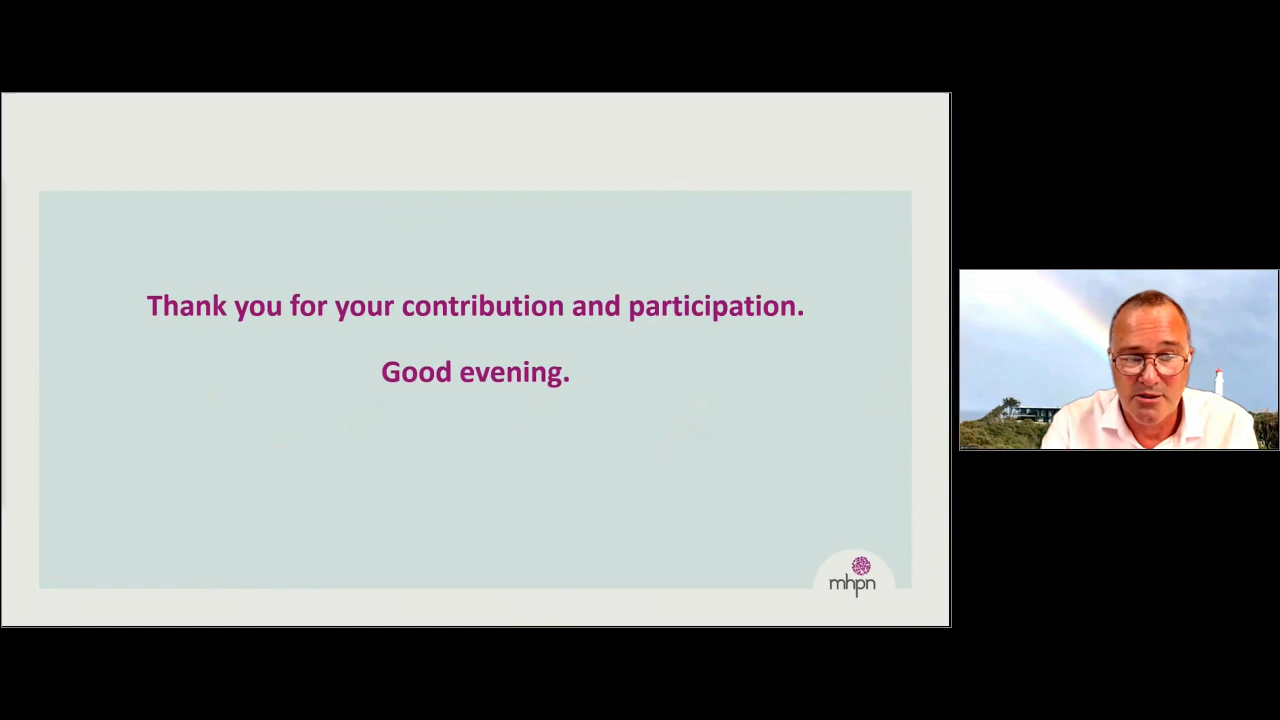 Thank you for your contribution and participation.
Good evening.
mhpn